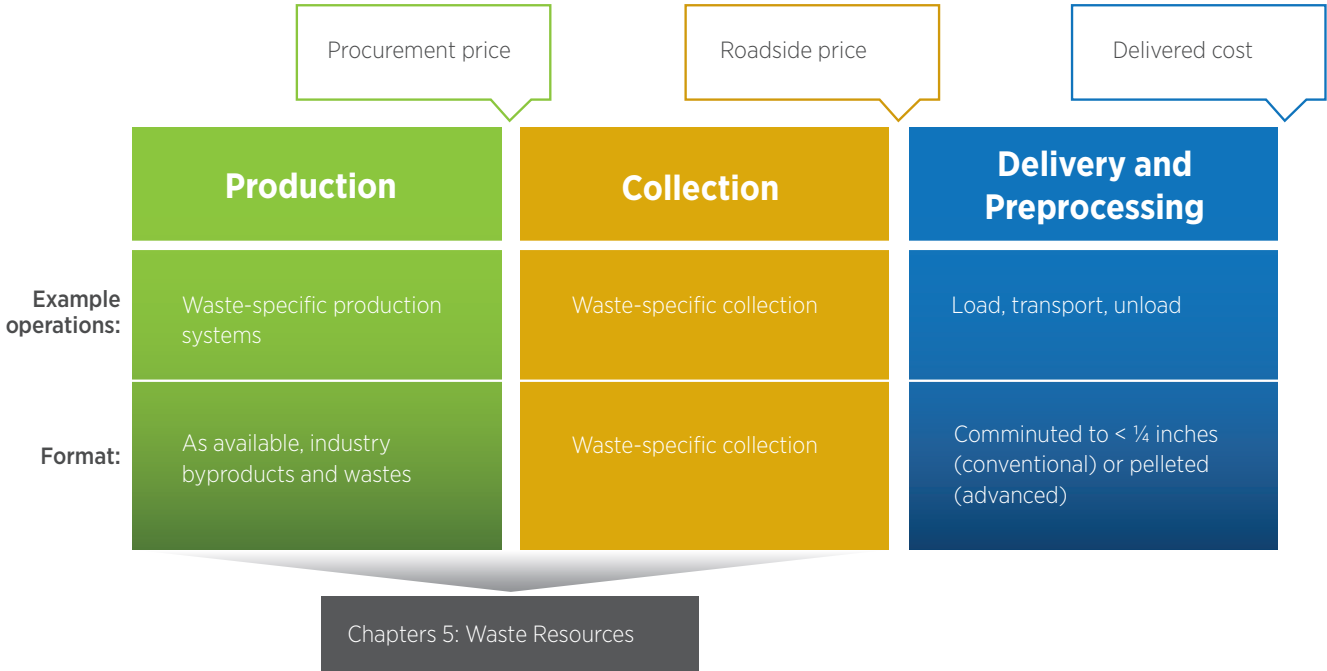 Procurement price
Roadside price
Delivered cost
Production
Collection
Delivery and
Preprocessing
Example
operations:
Waste-specific production
systems
Waste-specific collection
Load, transport, unload
Format:
As available, industry
byproducts and wastes
Waste-specific collection
Comminuted to < ¼ inches
(conventional) or pelleted
(advanced)
Chapters 5: Waste Resources